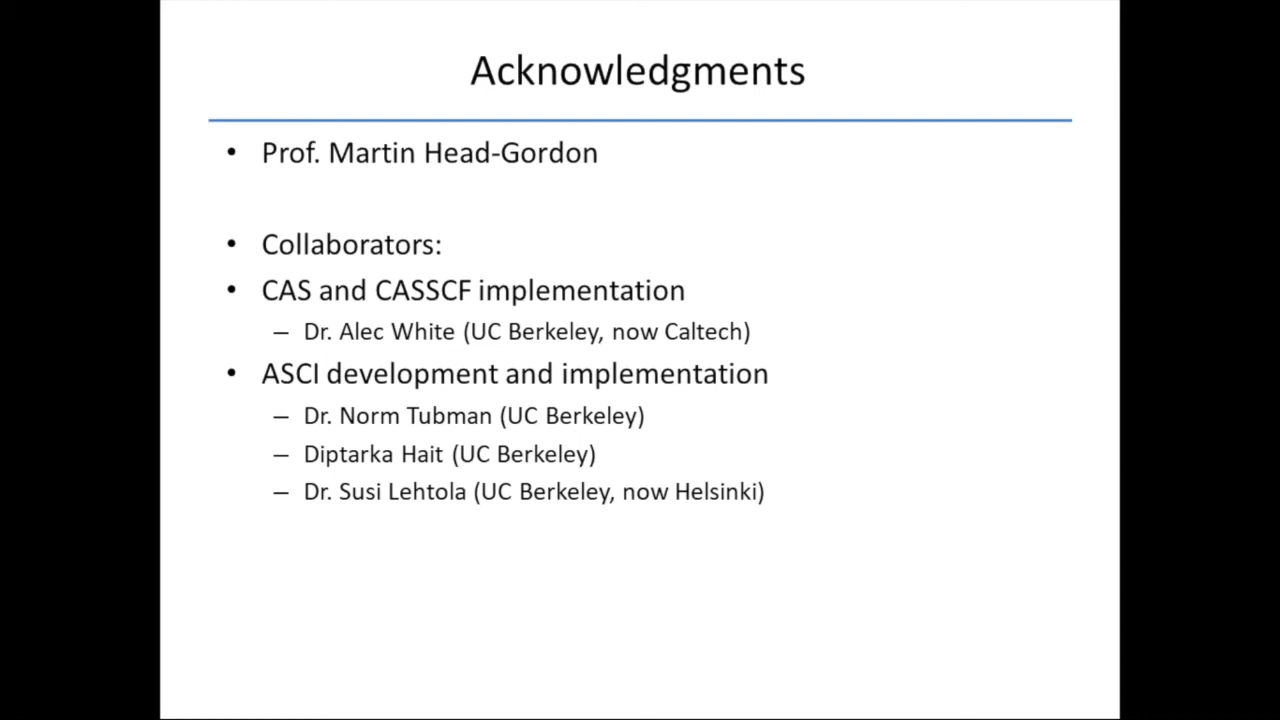 Acknowledgments
• Prof. Martin Head-Gordon
• Collaborators:
• CAS and CASSCF implementation
– Dr. Alec White (UC Berkeley, now Caltech)
• ASCI development and implementation
– Dr. Norm Tubman (UC Berkeley)
– Diptarka Hait (UC Berkeley)
– Dr. Susi Lehtola (UC Berkeley, now Helsinki)